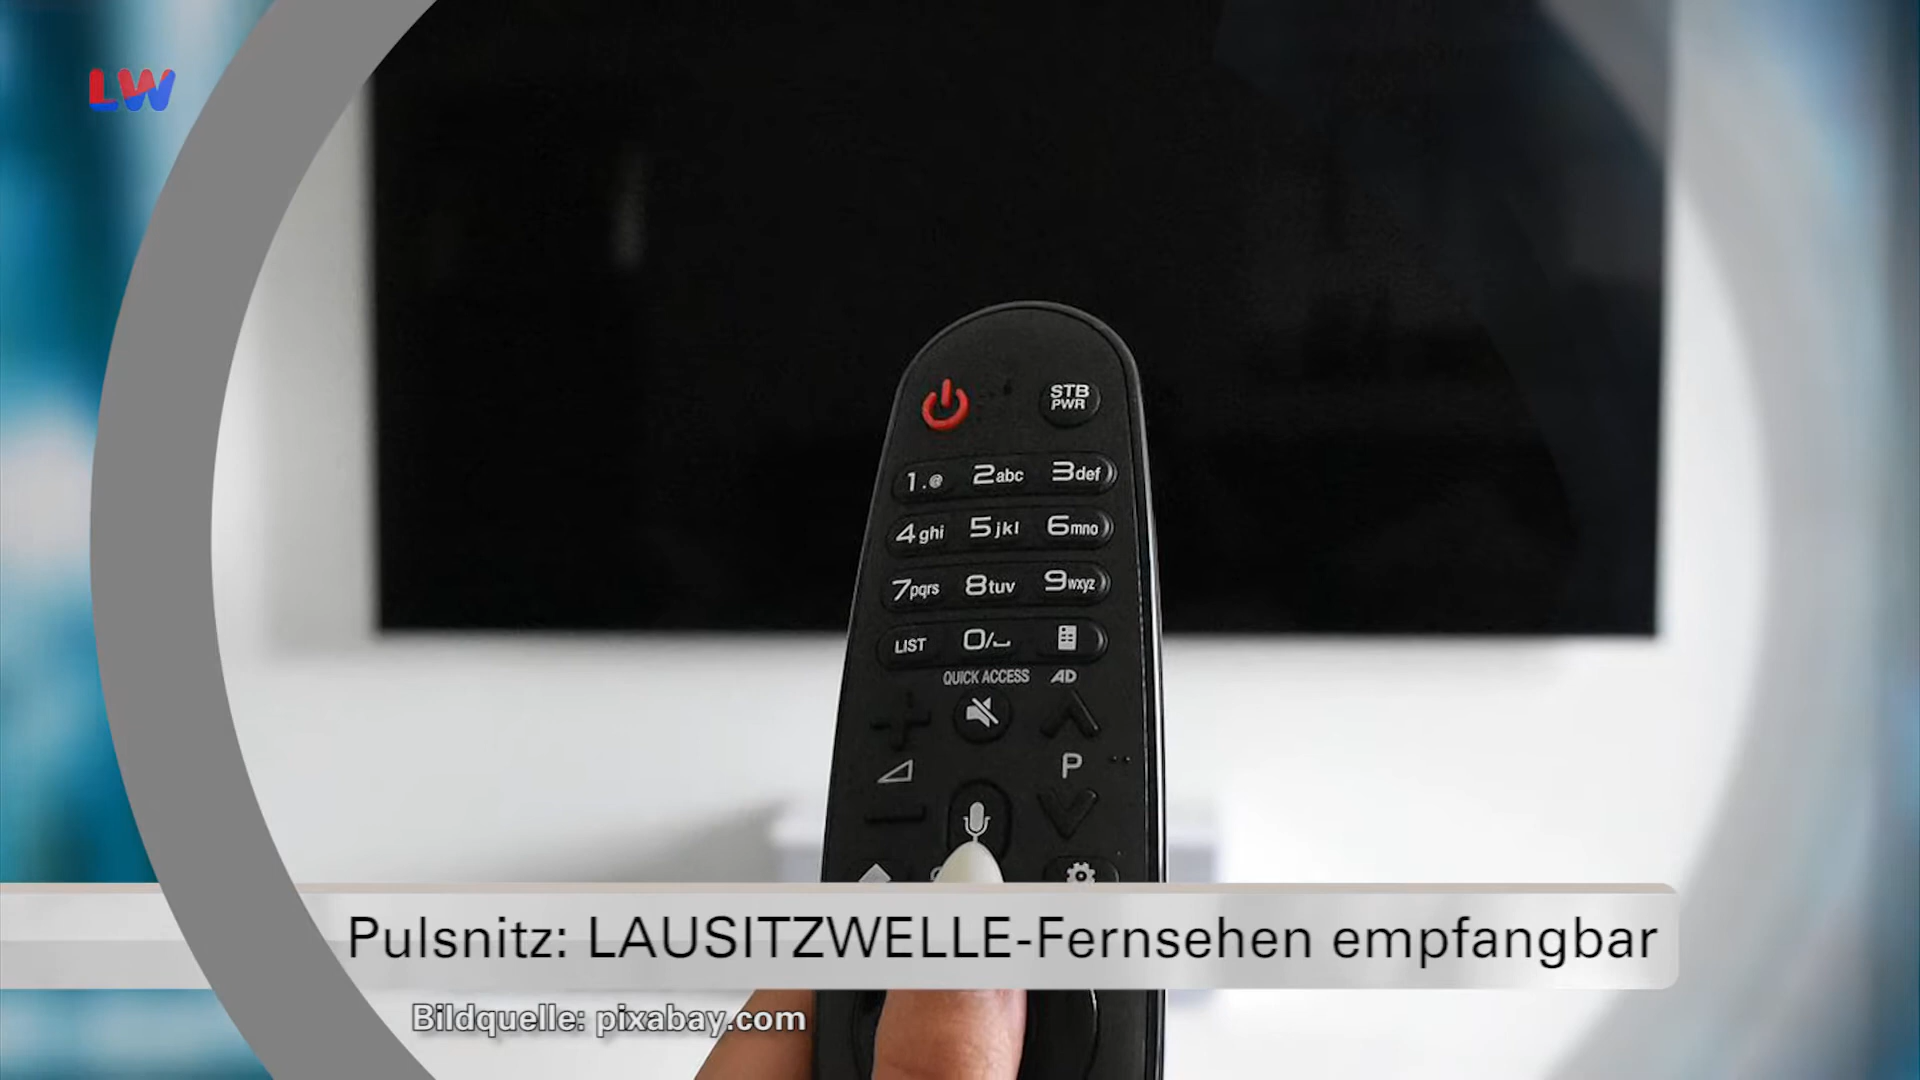 LW
STB
PWR
1.@ 2abc 3def
4ghi 5jkl 6mno
7pqrs 8tuv 9wxyz
LIST 0/⎵
QUICK ACCESS AD
P
Pulsnitz: LAUSITZWELLE-Fernsehen empfangbar
Bildquelle: pixabay.com